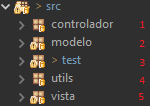 > src
controlador 1
modelo 2
> test 3
utils 4
vista 5